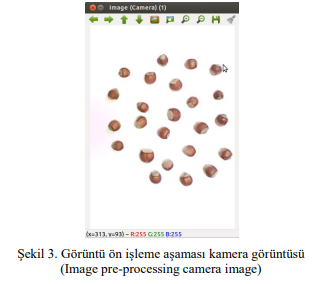 Image (Camera) (1)
(x=313, y=93) ~ R:255 G:255 B:255
Şekil 3. Görüntü ön işleme aşaması kamera görüntüsü
(Image pre-processing camera image)